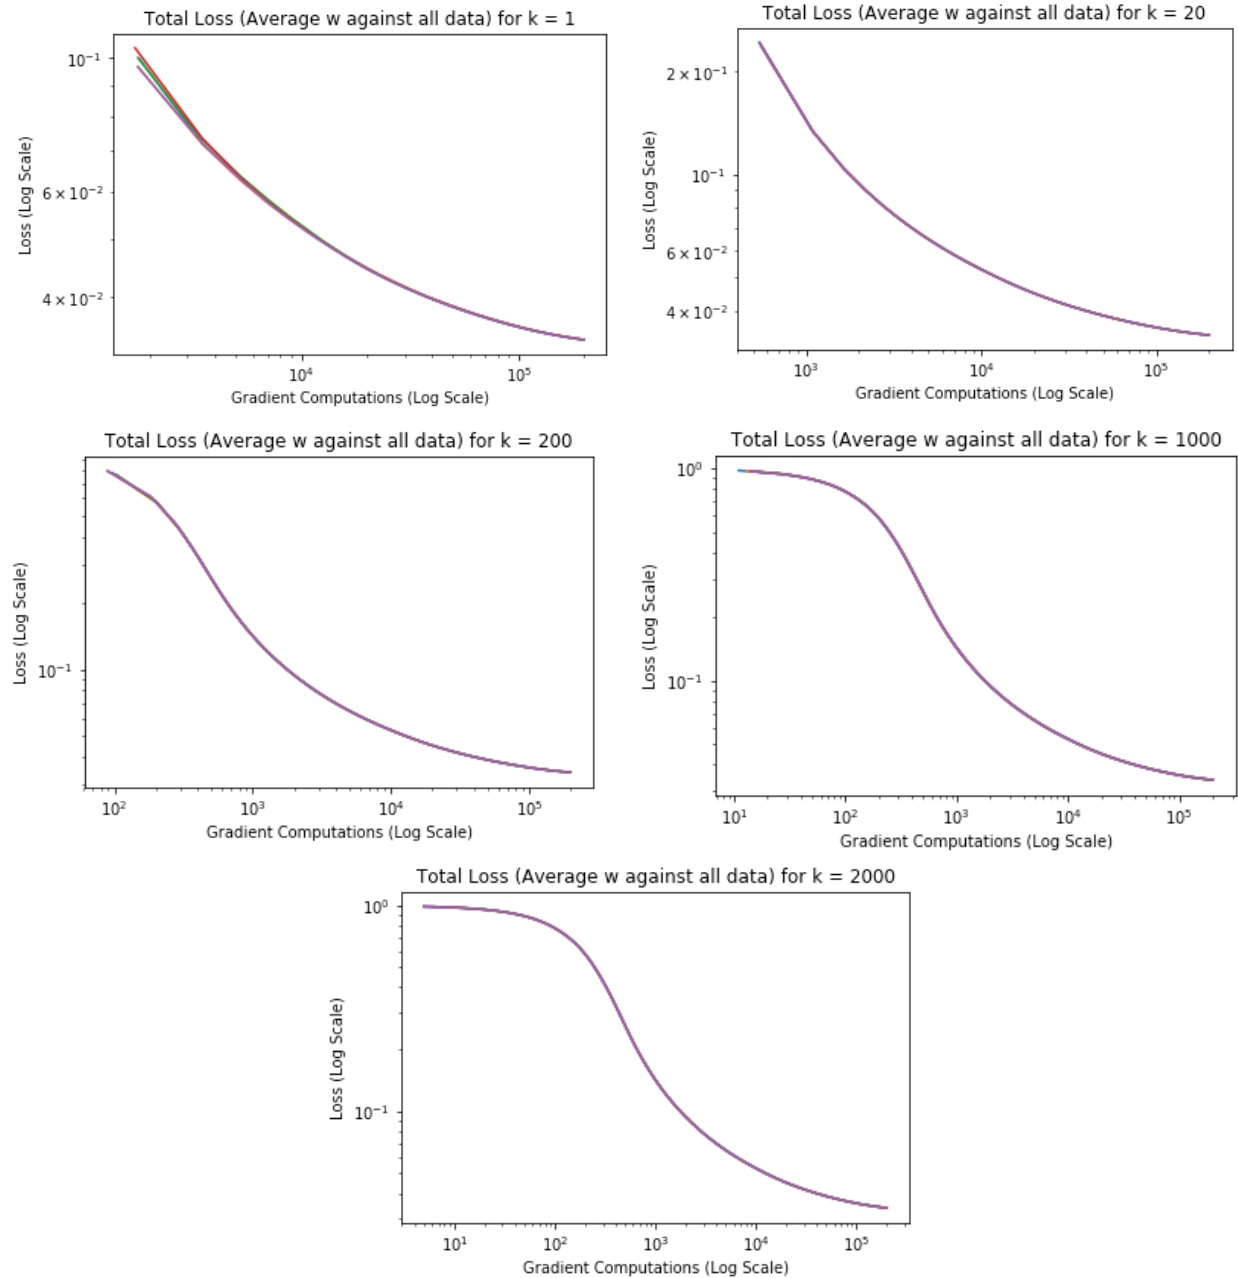 Total Loss (Average w against all data) for k = 1
Loss (Log Scale)
10⁻¹
6 × 10⁻²
4 × 10⁻²
10⁴
10⁵
Gradient Computations (Log Scale)
Total Loss (Average w against all data) for k = 20
Loss (Log Scale)
2 × 10⁻¹
10⁻¹
6 × 10⁻²
4 × 10⁻²
10³
10⁴
10⁵
Gradient Computations (Log Scale)
Total Loss (Average w against all data) for k = 200
Loss (Log Scale)
10⁻¹
10²
10³
10⁴
10⁵
Gradient Computations (Log Scale)
Total Loss (Average w against all data) for k = 1000
Loss (Log Scale)
10⁰
10⁻¹
10¹
10²
10³
10⁴
10⁵
Gradient Computations (Log Scale)
Total Loss (Average w against all data) for k = 2000
Loss (Log Scale)
10⁰
10⁻¹
10¹
10²
10³
10⁴
10⁵
Gradient Computations (Log Scale)